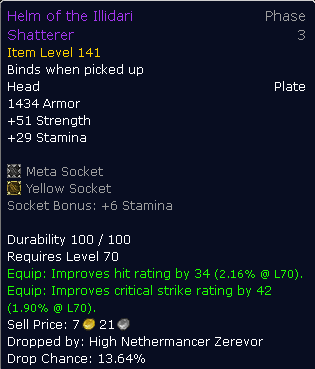 Helm of the Illidari Phase
Shatterer 3
Item Level 141
Binds when picked up
Head Plate
1434 Armor
+51 Strength
+29 Stamina
Meta Socket
Yellow Socket
Socket Bonus: +6 Stamina
Durability 100 / 100
Requires Level 70
Equip: Improves hit rating by 34 (2.16% @ L70).
Equip: Improves critical strike rating by 42
(1.90% @ L70).
Sell Price: 7 21
Dropped by: High Nethermancer Zerevor
Drop Chance: 13.64%